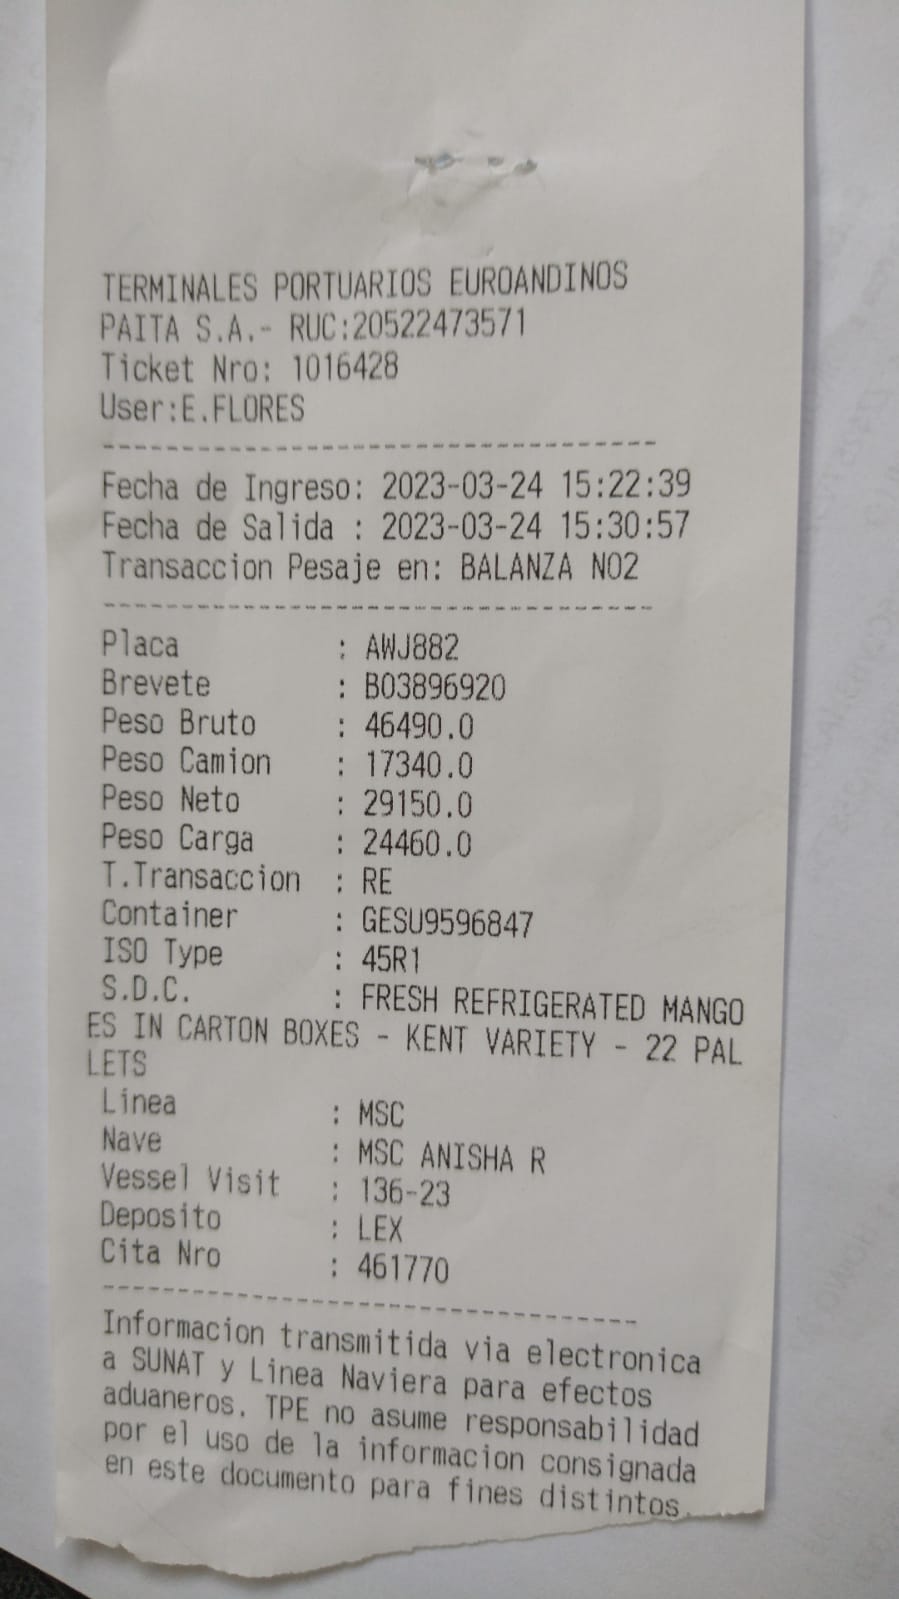 TERMINALES PORTUARIOS EUROANDINOS
PAITA S.A.- RUC:20522473571
Ticket Nro: 1016428
User:E.FLORES
------------------------------------
Fecha de Ingreso: 2023-03-24 15:22:39
Fecha de Salida : 2023-03-24 15:30:57
Transaccion Pesaje en: BALANZA NO2
------------------------------------
Placa : AWJ882
Brevete : B03896920
Peso Bruto : 46490.0
Peso Camion : 17340.0
Peso Neto : 29150.0
Peso Carga : 24460.0
T.Transaccion : RE
Container : GESU9596847
ISO Type : 45R1
S.D.C. : FRESH REFRIGERATED MANGO
ES IN CARTON BOXES - KENT VARIETY - 22 PAL
LETS
Linea : MSC
Nave : MSC ANISHA R
Vessel Visit : 136-23
Deposito : LEX
Cita Nro : 461770
------------------------------------
Informacion transmitida via electronica
a SUNAT y Linea Naviera para efectos
aduaneros. TPE no asume responsabilidad
por el uso de la informacion consignada
en este documento para fines distintos.